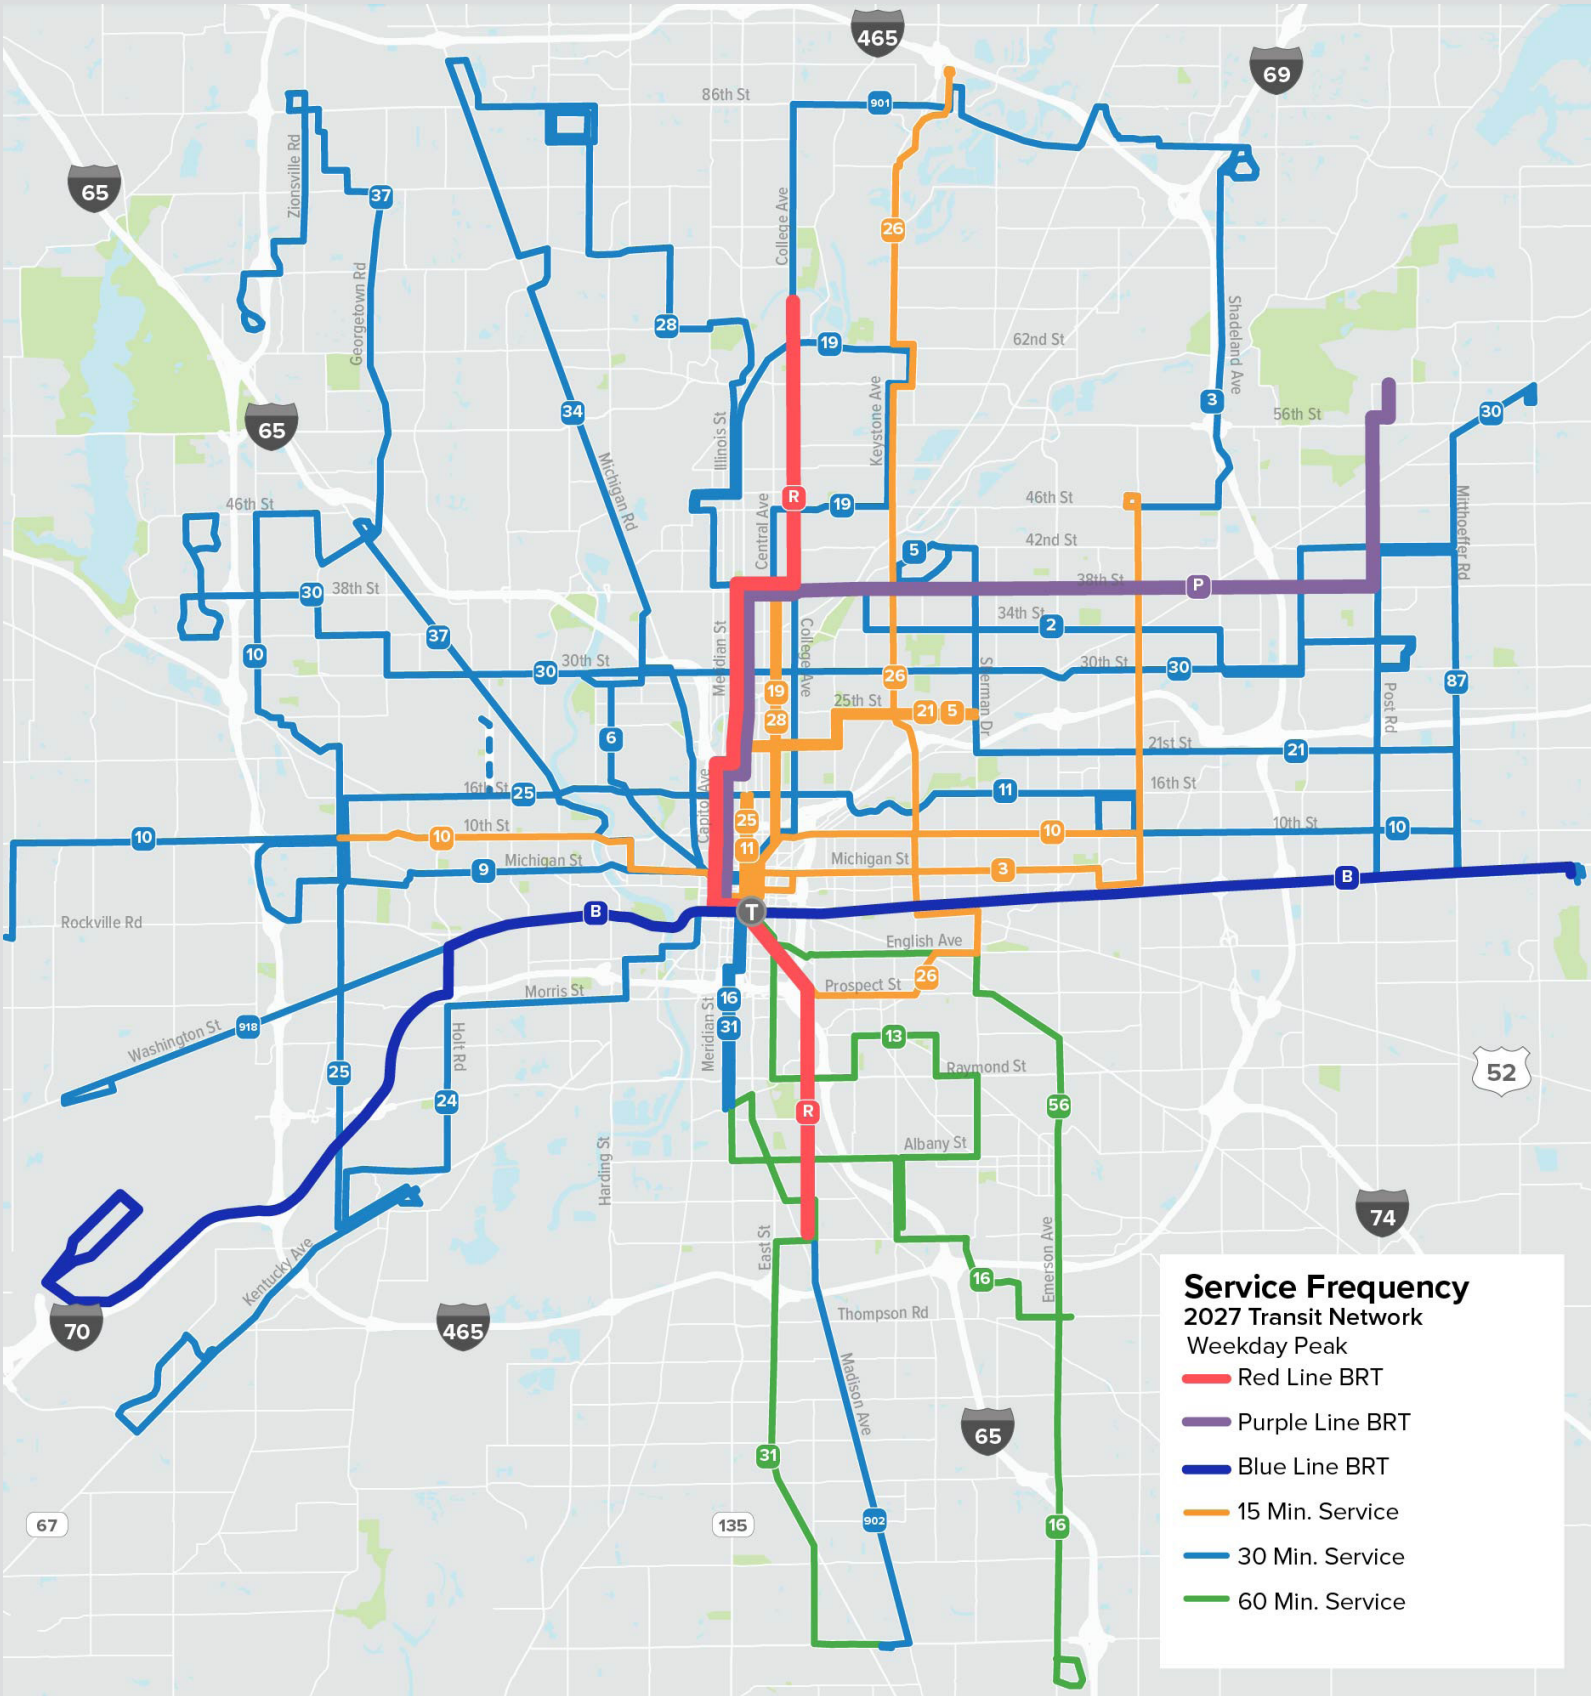 465
69
86th St
901
Zionsville Rd
65
37
College Ave
26
Georgetown Rd
28
19
62nd St
Shadeland Ave
3
34
65
Illinois St
Keystone Ave
56th St
30
Michigan Rd
46th St
R
19
46th St
Central Ave
Mitthoeffer Rd
5
42nd St
30
38th St
38th St
P
34th St
2
37
Meridian St
College Ave
10
30
30th St
30th St
30
26
Sherman Dr
87
19
28
25th St
21
5
Post Rd
6
21st St
21
16th St
25
11
16th St
Capitol Ave
25
11
10
10
10th St
10
10th St
10
9
Michigan St
Michigan St
3
B
B
T
Rockville Rd
English Ave
26
Prospect St
Morris St
16
31
Meridian St
Washington St
918
Holt Rd
25
24
13
Raymond St
52
R
56
Albany St
Harding St
74
East St
Emerson Ave
Kentucky Ave
16
70
465
Thompson Rd
Madison Ave
65
31
67
135
902
16
Service Frequency
2027 Transit Network
Weekday Peak
Red Line BRT
Purple Line BRT
Blue Line BRT
15 Min. Service
30 Min. Service
60 Min. Service